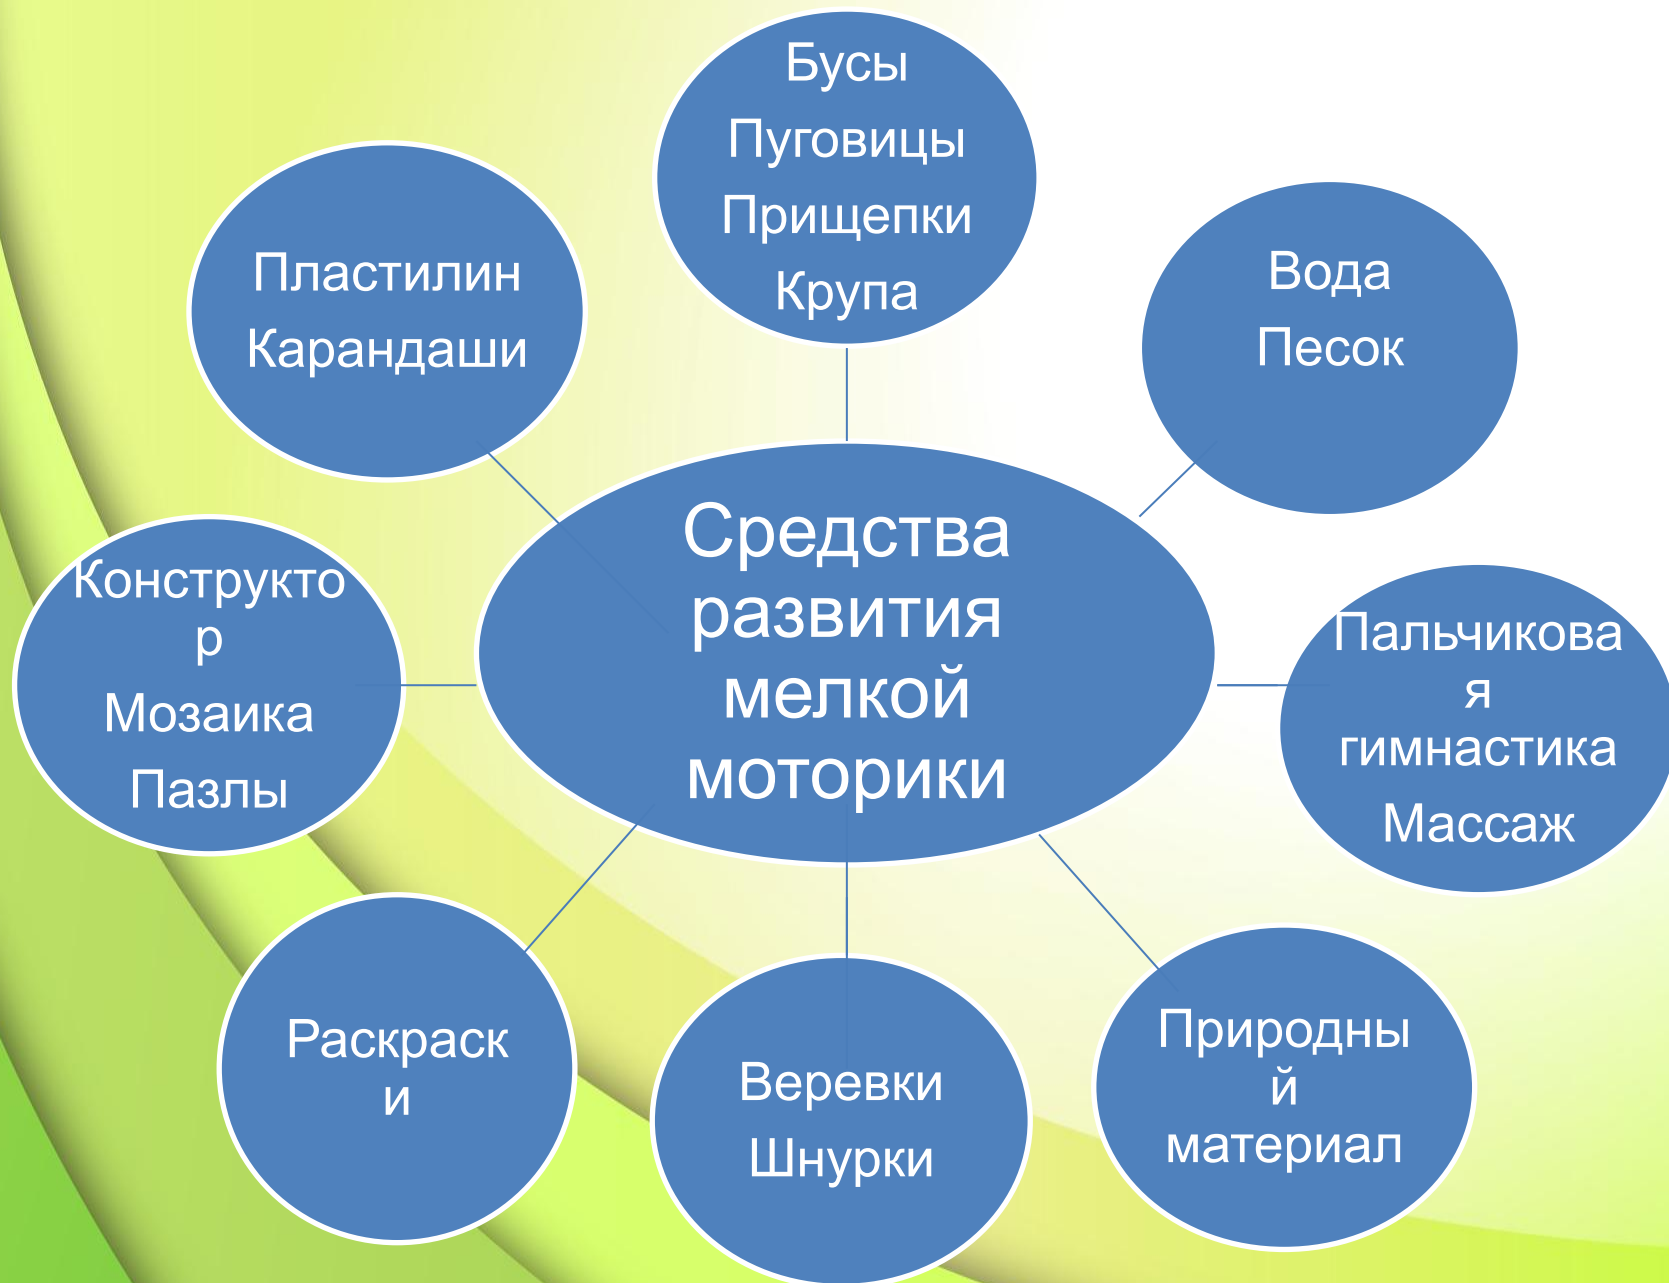 Бусы
Пуговицы
Прищепки
Крупа
Пластилин
Карандаши
Вода
Песок
Средства
развития
мелкой
моторики
Конструкто
р
Мозаика
Пазлы
Пальчикова
я
гимнастика
Массаж
Раскраск
и
Веревки
Шнурки
Природны
й
материал